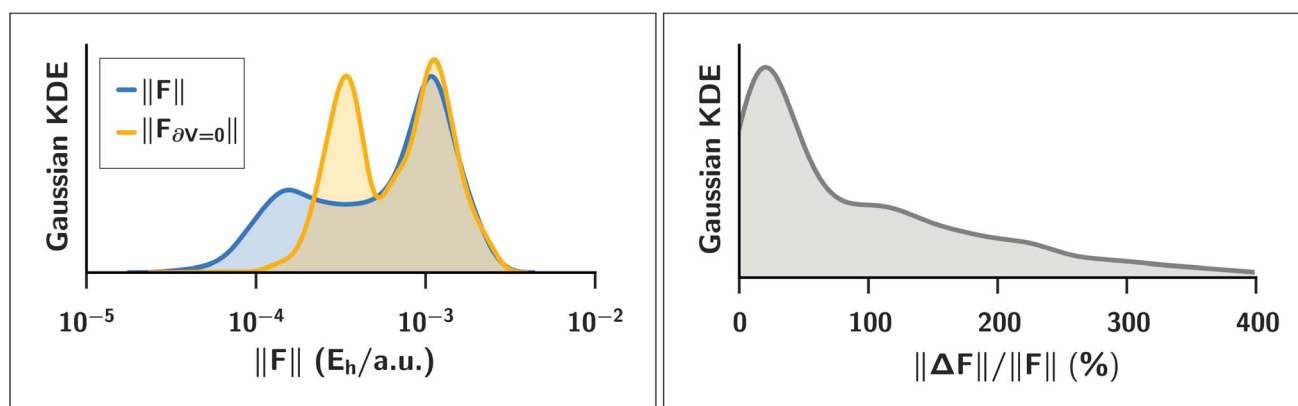 Gaussian KDE
||F||
||F∂V=0||
10−5
10−4
10−3
10−2
||F|| (Eh/a.u.)
Gaussian KDE
0
100
200
300
400
||ΔF||/||F|| (%)